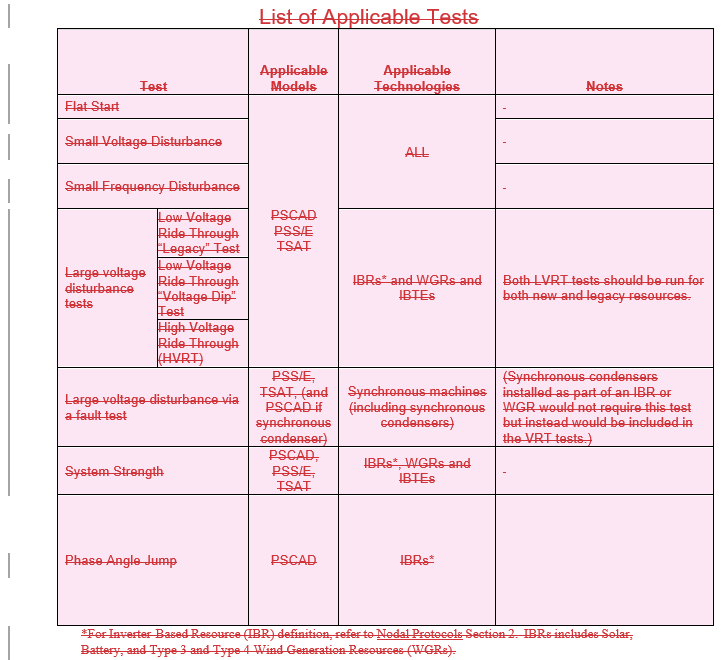 List of Applicable Tests
Test
Applicable
Models
Applicable
Technologies
Notes
Flat Start
-
Small Voltage Disturbance
-
Small Frequency Disturbance
-
PSCAD
PSS/E
TSAT
ALL
Large voltage
disturbance
tests
Low Voltage
Ride Through
“Legacy” Test
Low Voltage
Ride Through
“Voltage Dip”
Test
High Voltage
Ride Through
(HVRT)
IBRs* and WGRs and
IBTEs
Both LVRT tests should be run for
both new and legacy resources.
Large voltage disturbance via
a fault test
PSS/E,
TSAT, (and
PSCAD if
synchronous
condenser)
Synchronous machines
(including synchronous
condensers)
(Synchronous condensers
installed as part of an IBR or
WGR would not require this test
but instead would be included in
the VRT tests.)
System Strength
PSCAD,
PSS/E,
TSAT
IBRs*, WGRs and
IBTEs
-
Phase Angle Jump
PSCAD
IBRs*
*For Inverter-Based Resource (IBR) definition, refer to Nodal Protocols Section 2.  IBRs includes Solar,
Battery, and Type 3 and Type 4 Wind Generation Resources (WGRs).